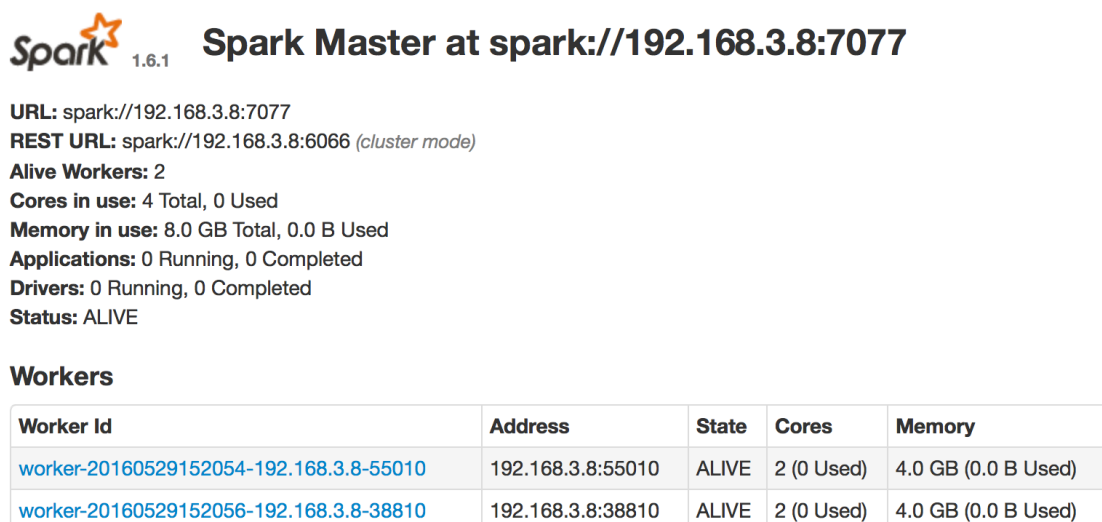 Spark 1.6.1 Spark Master at spark://192.168.3.8:7077
URL: spark://192.168.3.8:7077
REST URL: spark://192.168.3.8:6066 (cluster mode)
Alive Workers: 2
Cores in use: 4 Total, 0 Used
Memory in use: 8.0 GB Total, 0.0 B Used
Applications: 0 Running, 0 Completed
Drivers: 0 Running, 0 Completed
Status: ALIVE
Workers
Worker Id Address State Cores Memory
worker-20160529152054-192.168.3.8-55010 192.168.3.8:55010 ALIVE 2 (0 Used) 4.0 GB (0.0 B Used)
worker-20160529152056-192.168.3.8-38810 192.168.3.8:38810 ALIVE 2 (0 Used) 4.0 GB (0.0 B Used)